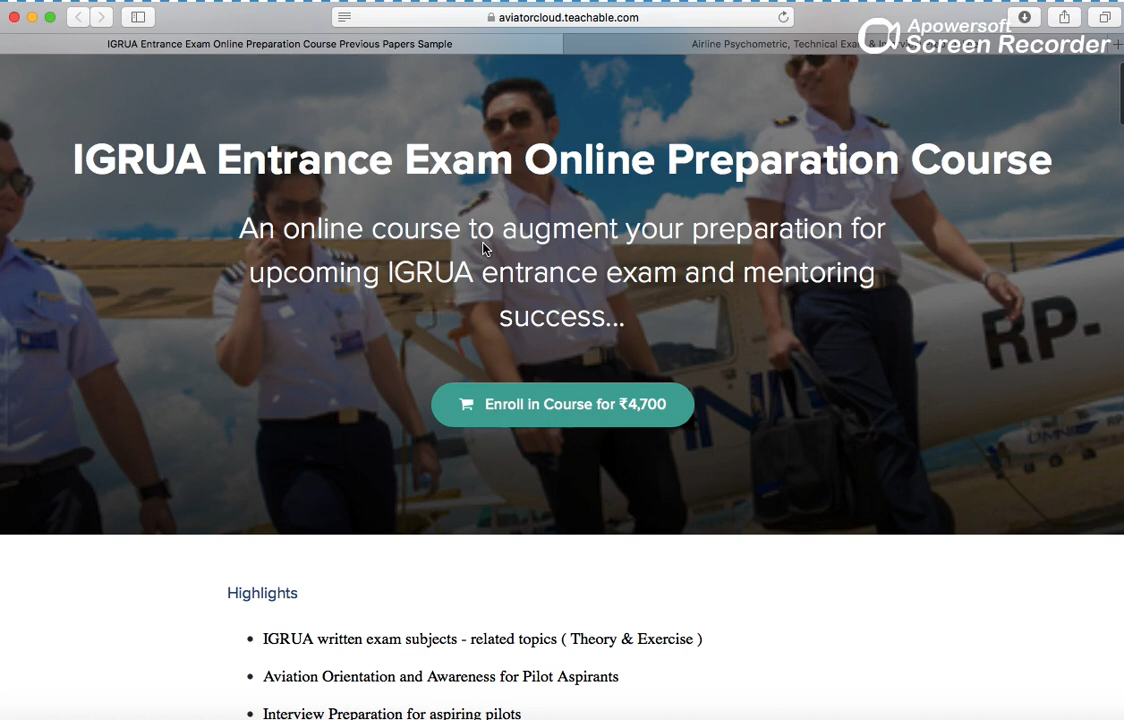 aviatorcloud.teachable.com
Apowersoft
Screen Recorder
IGRUA Entrance Exam Online Preparation Course Previous Papers Sample
Airline Psychometric, Technical Exam &
IGRUA Entrance Exam Online Preparation Course
An online course to augment your preparation for
upcoming IGRUA entrance exam and mentoring
success...
Enroll in Course for ₹4,700
RP-
OMNI
Highlights
• IGRUA written exam subjects - related topics ( Theory & Exercise )
• Aviation Orientation and Awareness for Pilot Aspirants
• Interview Preparation for aspiring pilots